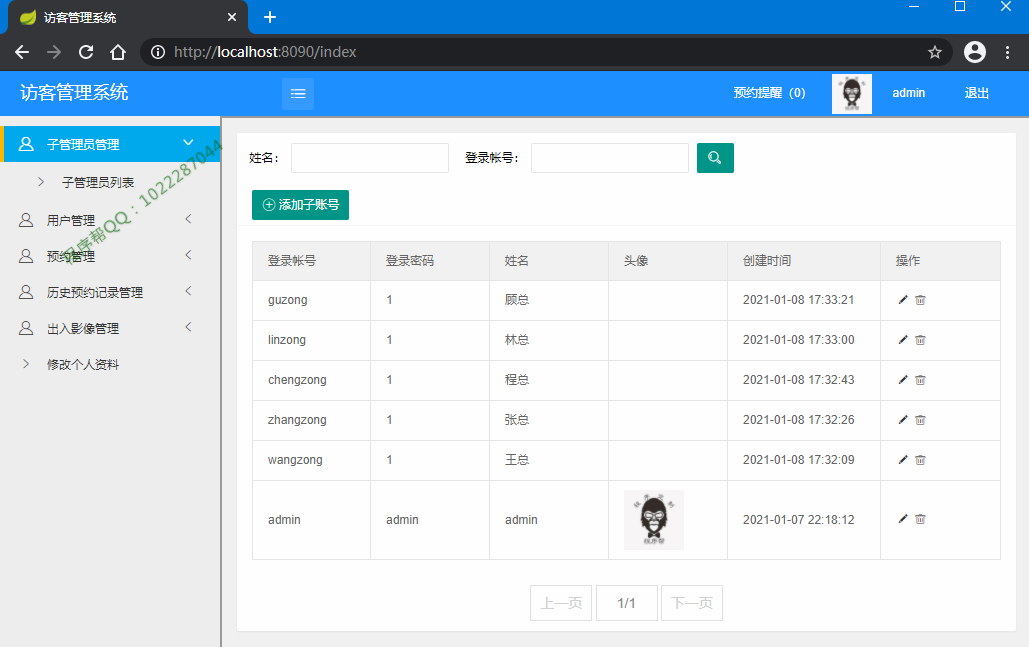 访客管理系统
http://localhost:8090/index
访客管理系统
预约提醒（0） admin 退出
子管理员管理
子管理员列表
用户管理
预约管理
历史预约记录管理
出入影像管理
修改个人资料
程序帮QQ：1022287044
姓名： 登录帐号：
添加子账号
登录帐号 登录密码 姓名 头像 创建时间 操作
guzong 1 顾总 2021-01-08 17:33:21
linzong 1 林总 2021-01-08 17:33:00
chengzong 1 程总 2021-01-08 17:32:43
zhangzong 1 张总 2021-01-08 17:32:26
wangzong 1 王总 2021-01-08 17:32:09
admin admin admin 2021-01-07 22:18:12
上一页 1/1 下一页